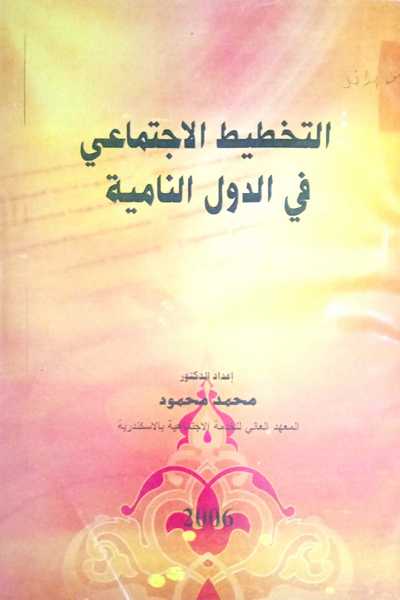 التخطيط الاجتماعي
في الدول النامية
إعداد الدكتور
محمد محمود
المعهد العالي للخدمة الاجتماعية بالاسكندرية
2006